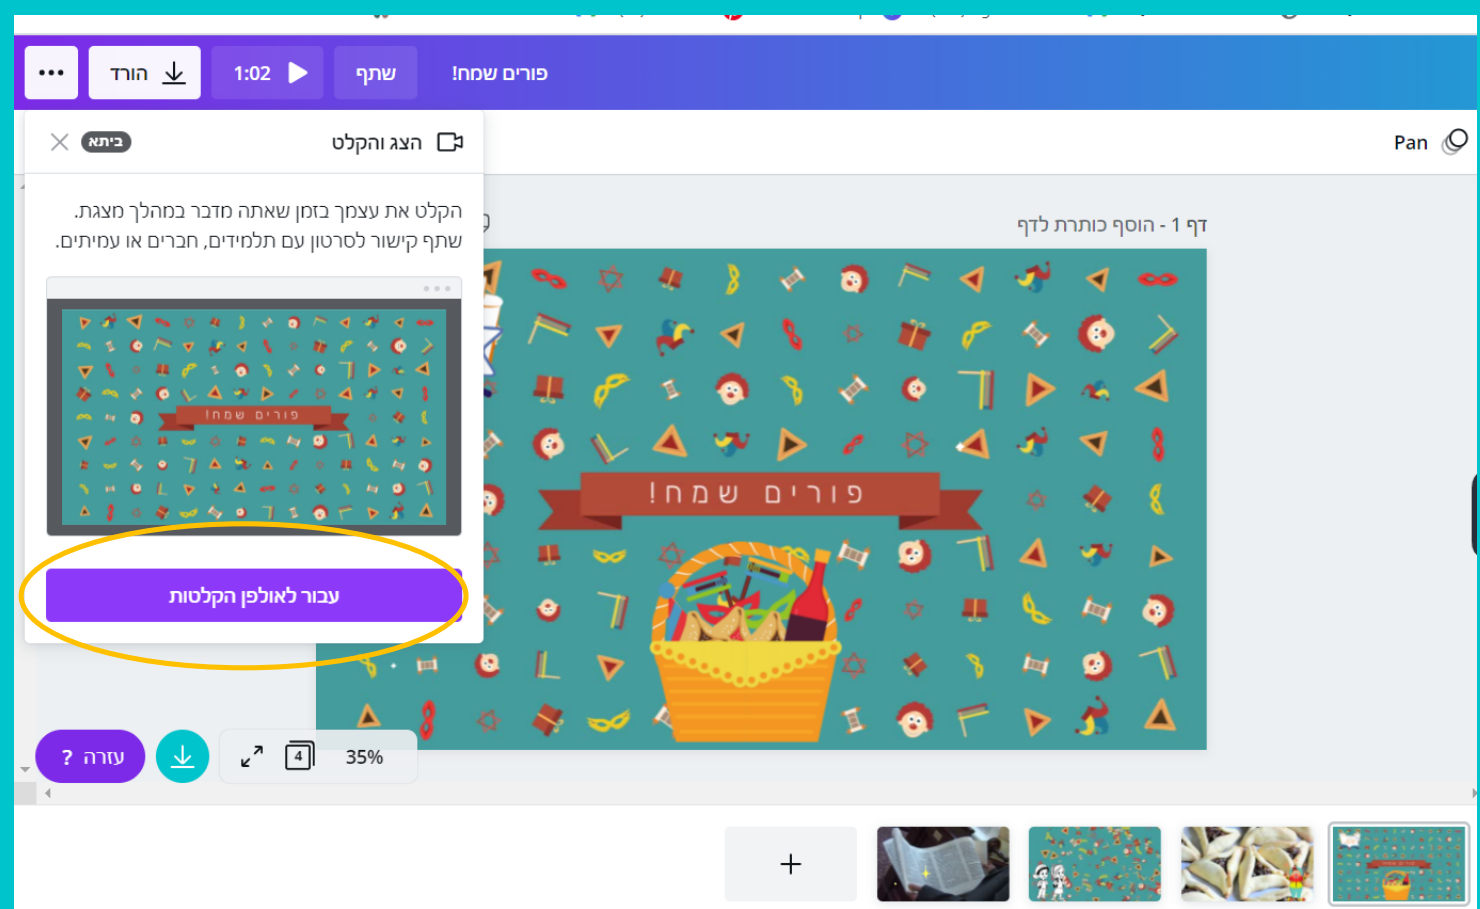 פורים שמח!
שתף
1:02
הורד
Pan
הצג והקלט
ביתא
הקלט את עצמך בזמן שאתה מדבר במהלך מצגת.
שתף קישור לסרטון עם תלמידים, חברים או עמיתים.
פורים שמח!
עבור לאולפן הקלטות
דף 1 - הוסף כותרת לדף
פורים שמח!
35%
4
עזרה ?